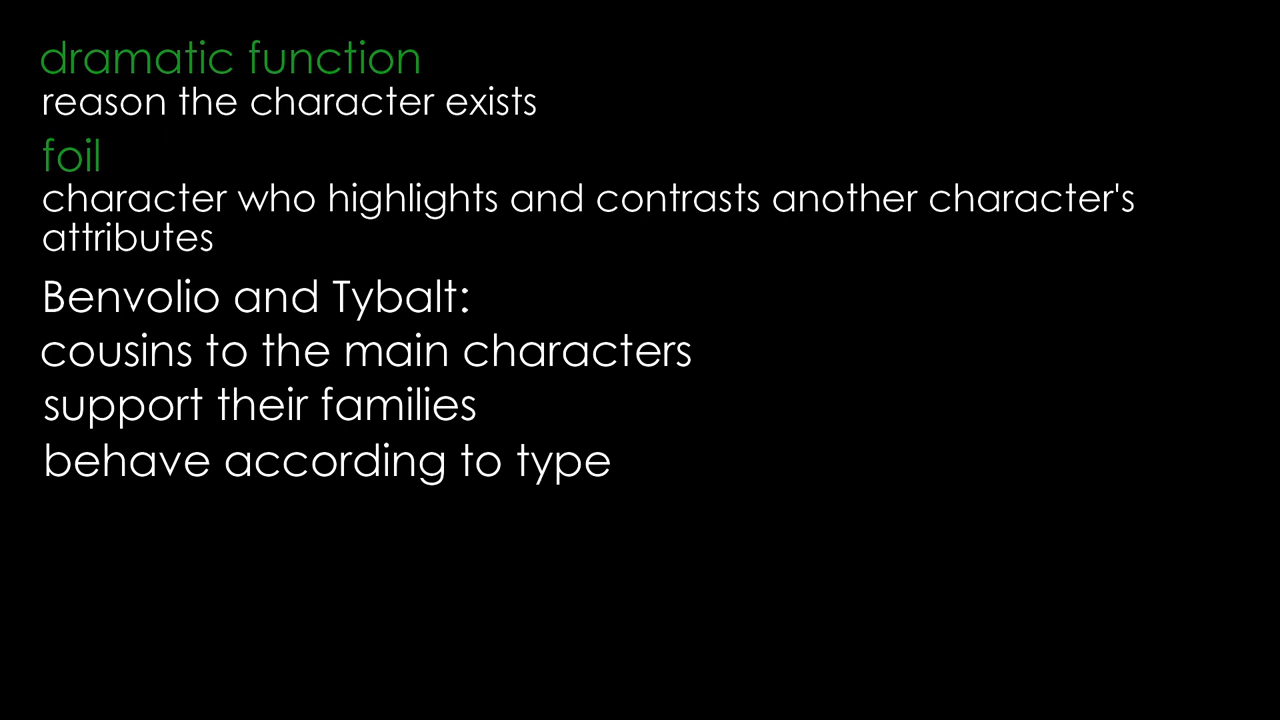 dramatic function
reason the character exists
foil
character who highlights and contrasts another character's
attributes
Benvolio and Tybalt:
cousins to the main characters
support their families
behave according to type